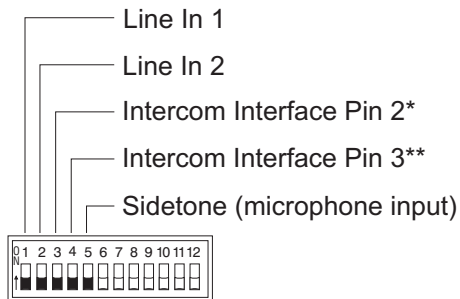 Line In 1
Line In 2
Intercom Interface Pin 2*
Intercom Interface Pin 3**
Sidetone (microphone input)
ON 1 2 3 4 5 6 7 8 9 10 11 12